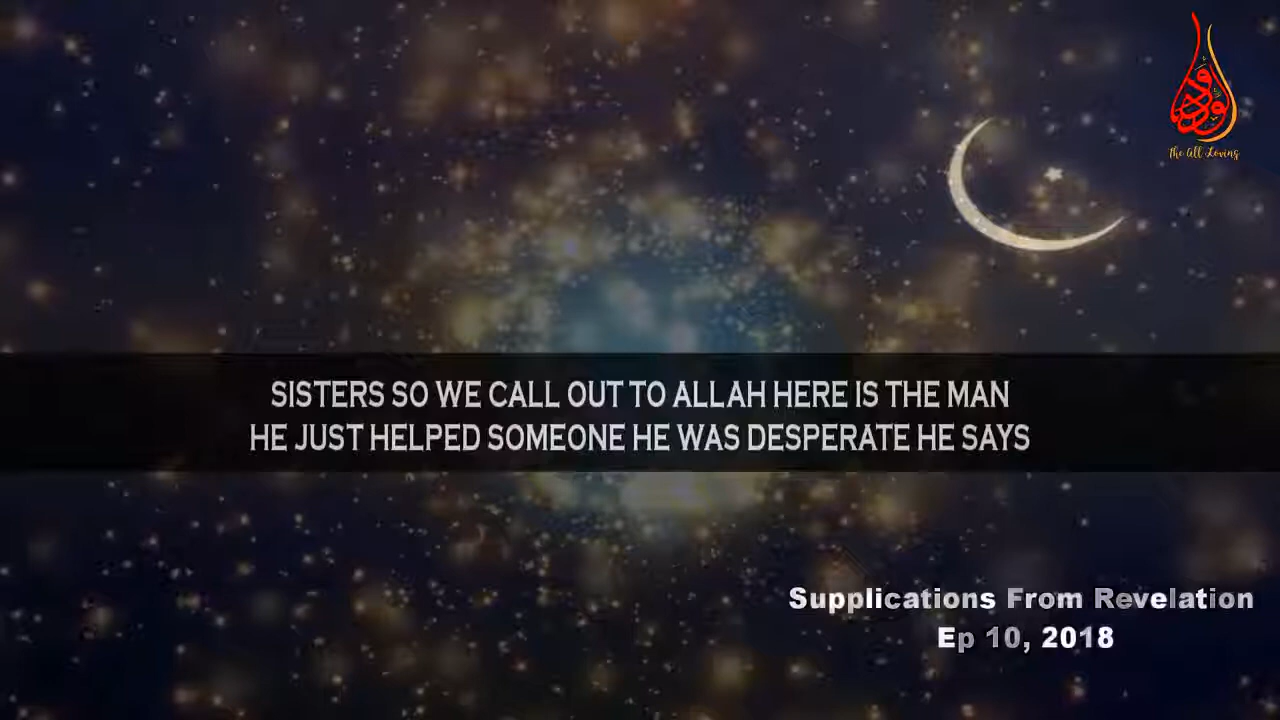 الودود
The All Loving
SISTERS SO WE CALL OUT TO ALLAH HERE IS THE MAN
HE JUST HELPED SOMEONE HE WAS DESPERATE HE SAYS
Supplications From Revelation
Ep 10, 2018